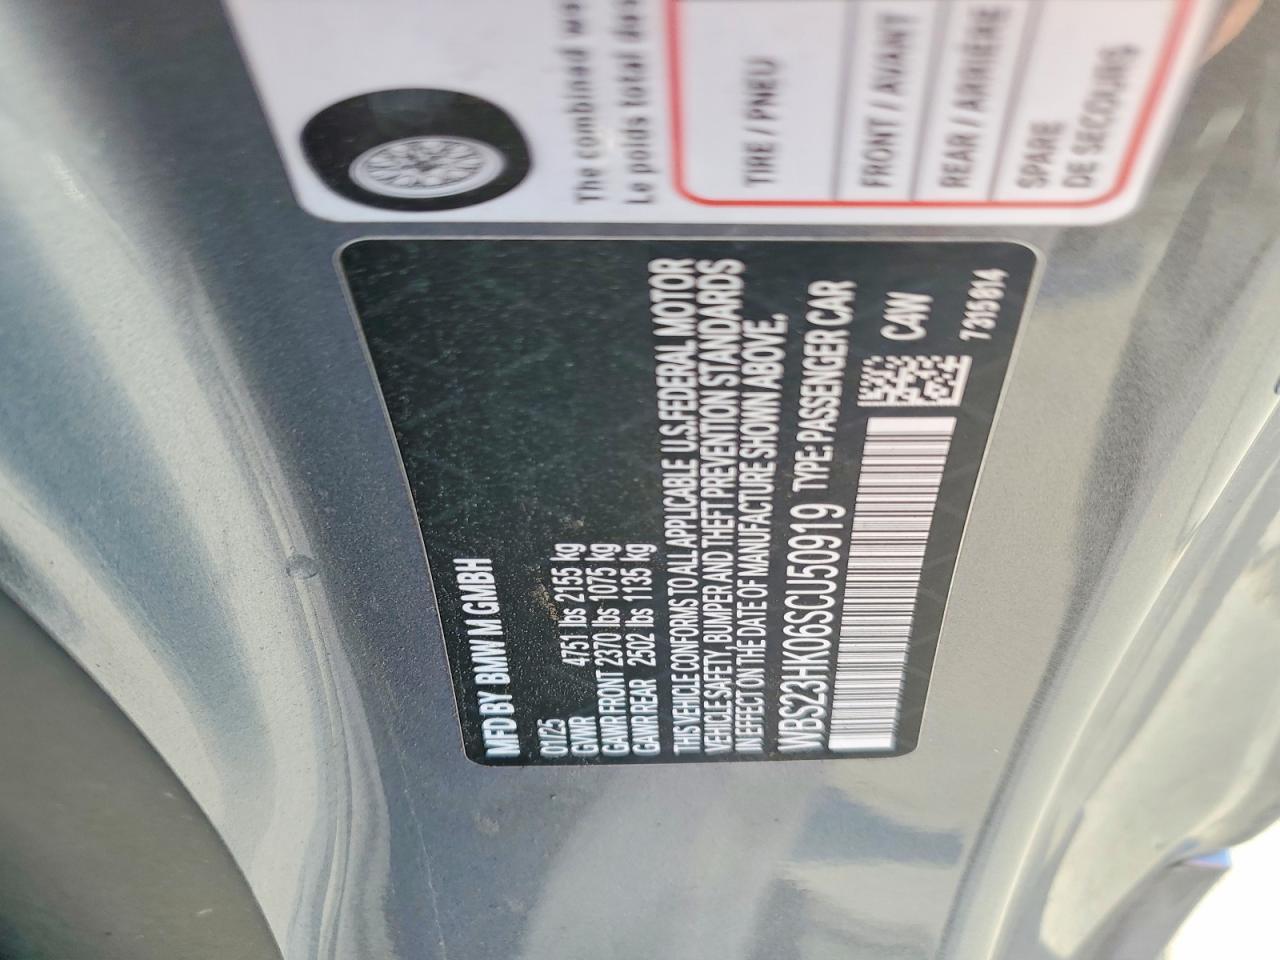 The combined
Le poids total des
TIRE / PNEU
FRONT / AVANT
REAR / ARRIÈRE
SPARE
DE SECOURS
MFD BY BMW M GMBH
01/25
GVWR 4751 lbs 2155 kg
GAWR FRONT 2370 lbs 1075 kg
GAWR REAR 2502 lbs 1135 kg
THIS VEHICLE CONFORMS TO ALL APPLICABLE U.S. FEDERAL MOTOR
VEHICLE SAFETY, BUMPER AND THEFT PREVENTION STANDARDS
IN EFFECT ON THE DATE OF MANUFACTURE SHOWN ABOVE.
WBS23HK06SCU50919 TYPE: PASSENGER CAR
C4W
7315814